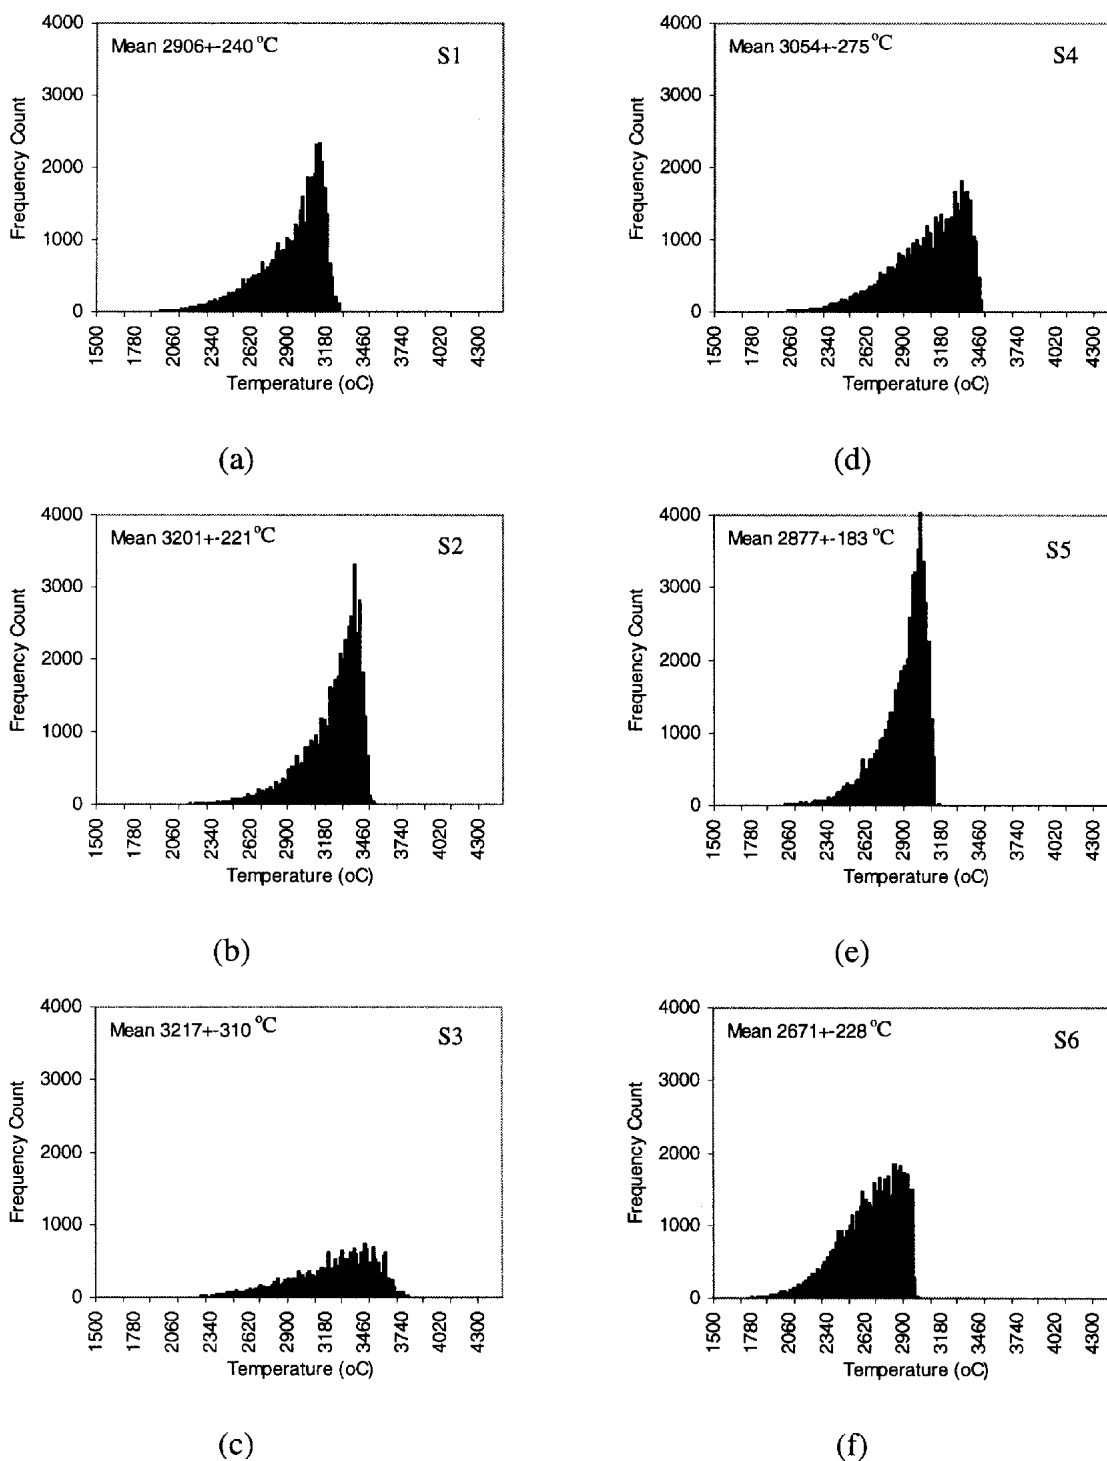 4000
3000
2000
1000
0
Frequency Count
Mean 2906+-240 °C
S1
1500 1780 2060 2340 2620 2900 3180 3460 3740 4020 4300
Temperature (oC)
(a)
4000
3000
2000
1000
0
Frequency Count
Mean 3054+-275 °C
S4
1500 1780 2060 2340 2620 2900 3180 3460 3740 4020 4300
Temperature (oC)
(d)
4000
3000
2000
1000
0
Frequency Count
Mean 3201+-221 °C
S2
1500 1780 2060 2340 2620 2900 3180 3460 3740 4020 4300
Temperature (oC)
(b)
4000
3000
2000
1000
0
Frequency Count
Mean 2877+-183 °C
S5
1500 1780 2060 2340 2620 2900 3180 3460 3740 4020 4300
Temperature (oC)
(e)
4000
3000
2000
1000
0
Frequency Count
Mean 3217+-310 °C
S3
1500 1780 2060 2340 2620 2900 3180 3460 3740 4020 4300
Temperature (oC)
(c)
4000
3000
2000
1000
0
Frequency Count
Mean 2671+-228 °C
S6
1500 1780 2060 2340 2620 2900 3180 3460 3740 4020 4300
Temperature (oC)
(f)